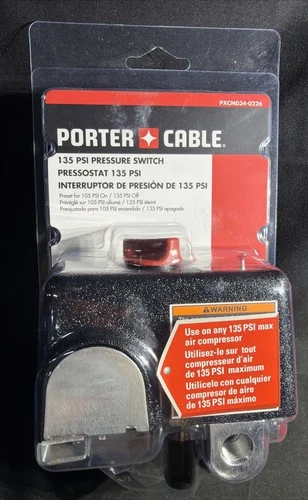 PXCM034-0226
PORTER CABLE
135 PSI PRESSURE SWITCH
PRESSOSTAT 135 PSI
INTERRUPTOR DE PRESIÓN DE 135 PSI
Preset for 105 PSI On / 135 PSI Off
Préréglé sur 105 PSI allumé / 135 PSI éteint
Preajustado para 105 PSI encendido / 135 PSI apagado
WARNING
Use on any 135 PSI max
air compressor
Utilisez-le sur tout
compresseur d'air
de 135 PSI maximum
Utilícelo con cualquier
compresor de aire
de 135 PSI máximo